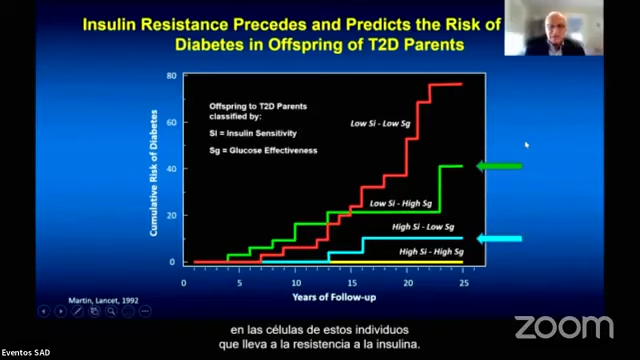 Insulin Resistance Precedes and Predicts the Risk of
Diabetes in Offspring of T2D Parents
80
60
40
20
0
Cumulative Risk of Diabetes
Offspring to T2D Parents
classified by:
SI = Insulin Sensitivity
Sg = Glucose Effectiveness
Low Si - Low Sg
Low Si - High Sg
High Si - Low Sg
High Si - High Sg
0 5 10 15 20 25
Years of Follow-up
Martin, Lancet, 1992
en las células de estos individuos
que lleva a la resistencia a la insulina.
Eventos SAD
zoom